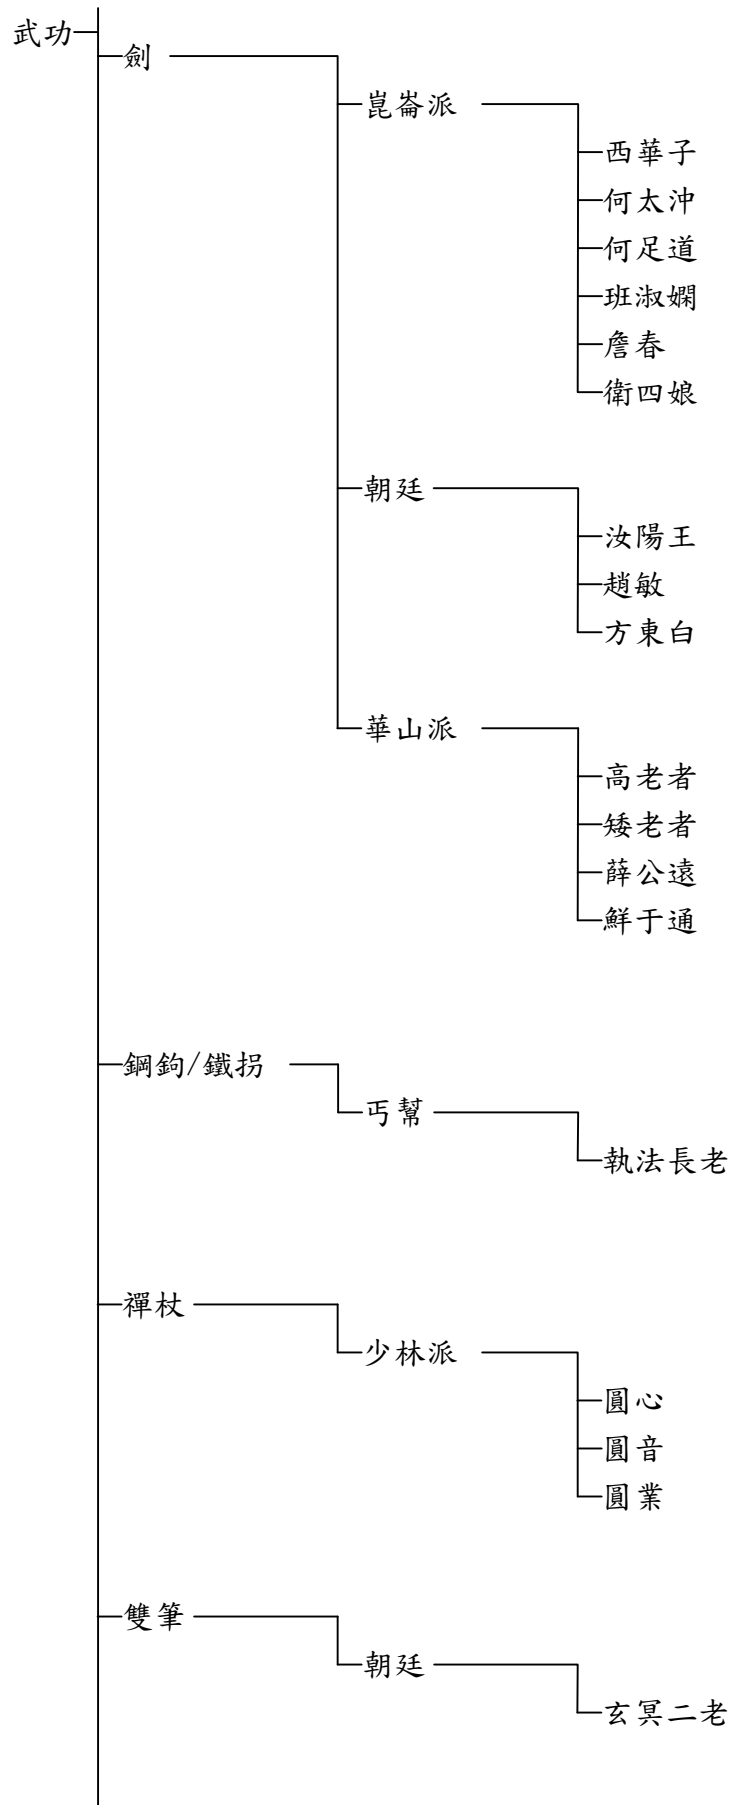 武功
劍
崑崙派
西華子
何太沖
何足道
班淑嫻
詹春
衛四娘
朝廷
汝陽王
趙敏
方東白
華山派
高老者
矮老者
薛公遠
鮮于通
鋼鉤/鐵拐
丐幫
執法長老
禪杖
少林派
圓心
圓音
圓業
雙筆
朝廷
玄冥二老